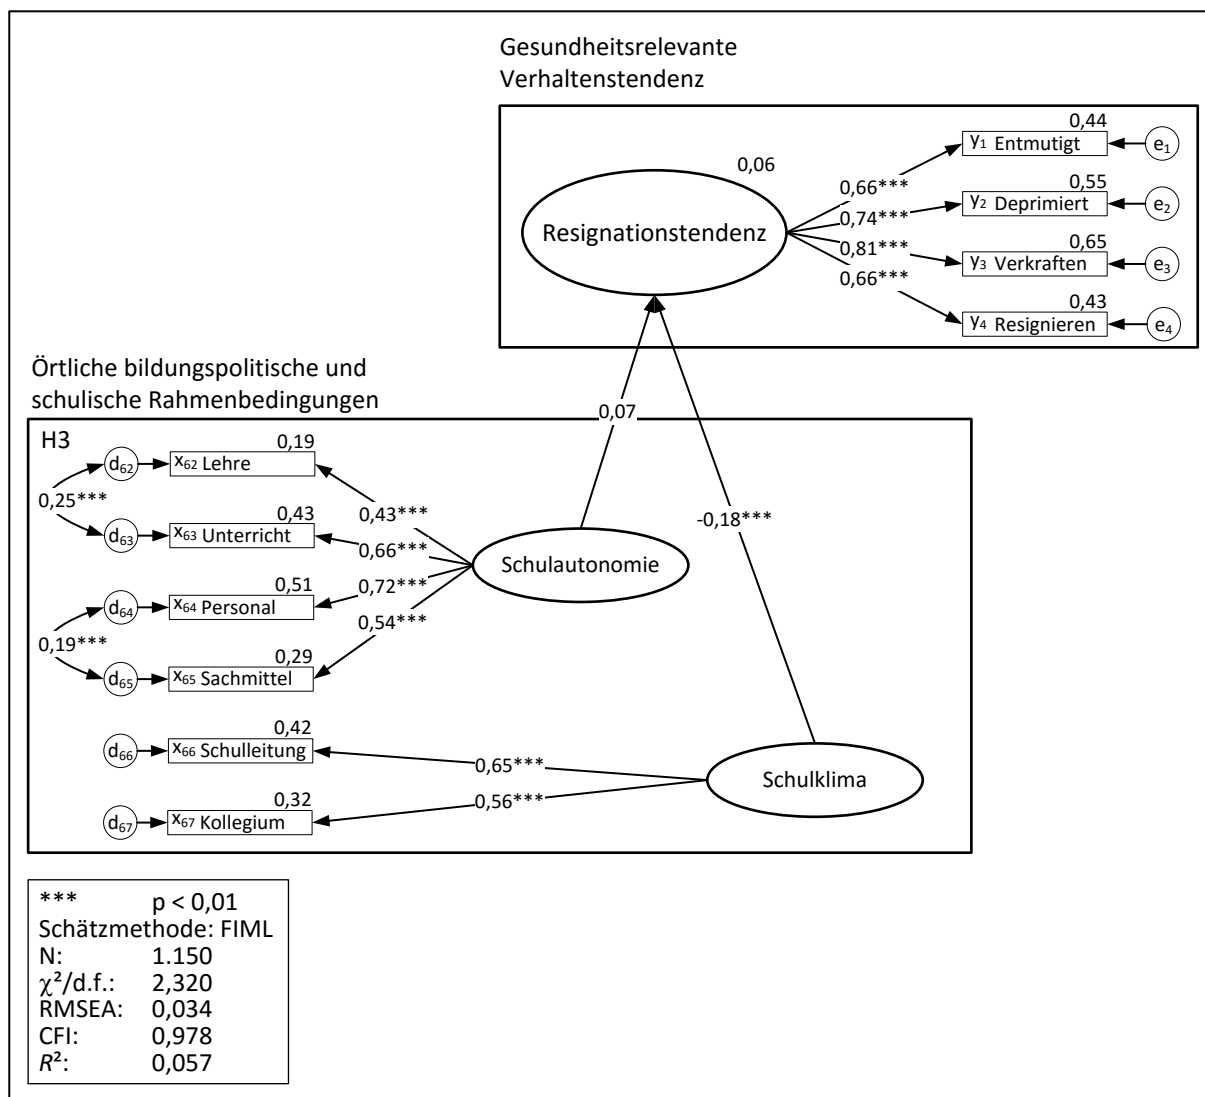 Gesundheitsrelevante
Verhaltenstendenz
0,44
y1 Entmutigt
e1
0,06
0,66***
0,55
y2 Deprimiert
e2
0,74***
Resignationstendenz
0,65
0,81***
y3 Verkraften
e3
0,66***
0,43
y4 Resignieren
e4
Örtliche bildungspolitische und
schulische Rahmenbedingungen
0,07
H3
0,19
d62
x62 Lehre
0,25***
0,43
0,43***
-0,18***
d63
x63 Unterricht
0,66***
Schulautonomie
0,51
0,72***
d64
x64 Personal
0,54***
0,19***
0,29
d65
x65 Sachmittel
0,42
d66
x66 Schulleitung
0,65***
Schulklima
0,32
0,56***
d67
x67 Kollegium
*** p < 0,01
Schätzmethode: FIML
N: 1.150
χ²/d.f.: 2,320
RMSEA: 0,034
CFI: 0,978
R²: 0,057